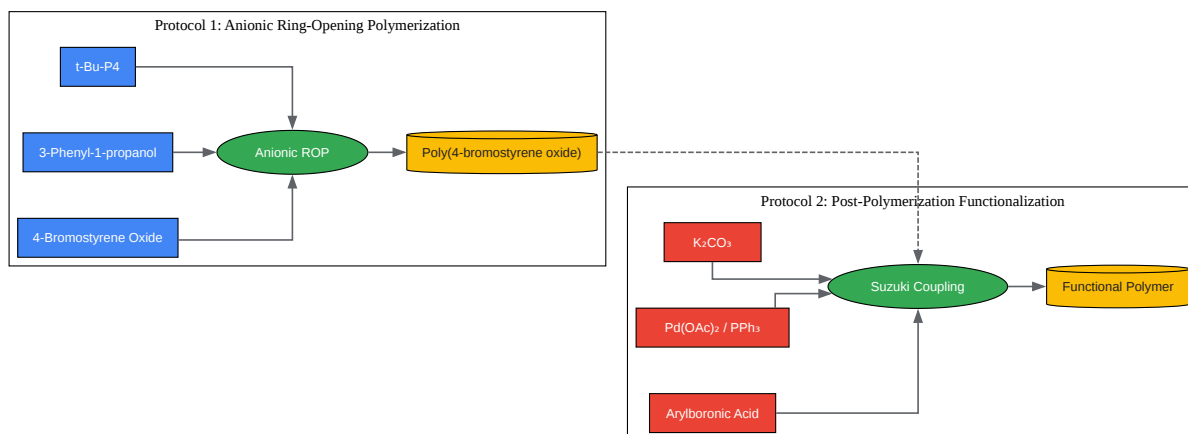 Protocol 1: Anionic Ring-Opening Polymerization
t-Bu-P4
3-Phenyl-1-propanol
Anionic ROP
Poly(4-bromostyrene oxide)
4-Bromostyrene Oxide
Protocol 2: Post-Polymerization Functionalization
K₂CO₃
Suzuki Coupling
Functional Polymer
Pd(OAc)₂ / PPh₃
Arylboronic Acid